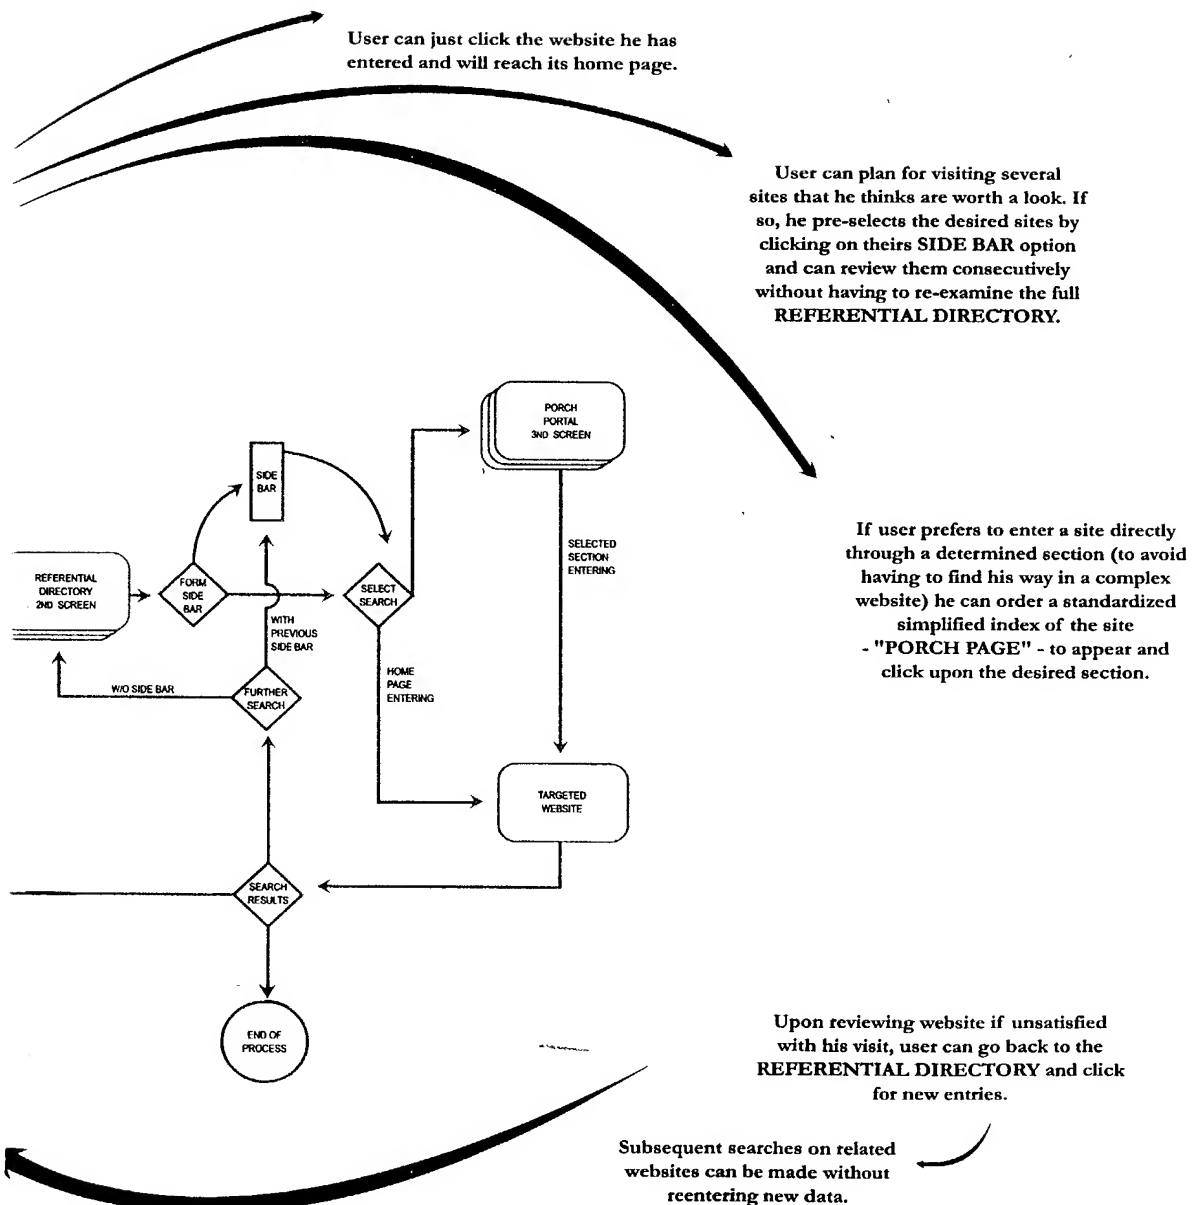 User can just click the website he has
entered and will reach its home page.
User can plan for visiting several
sites that he thinks are worth a look. If
so, he pre-selects the desired sites by
clicking on theirs SIDE BAR option
and can review them consecutively
without having to re-examine the full
REFERENTIAL DIRECTORY.
PORCH
PORTAL
3ND SCREEN
SIDE
BAR
SELECTED
SECTION
ENTERING
If user prefers to enter a site directly
through a determined section (to avoid
having to find his way in a complex
website) he can order a standardized
simplified index of the site
- "PORCH PAGE" - to appear and
click upon the desired section.
REFERENTIAL
DIRECTORY
2ND SCREEN
FORM
SIDE
BAR
SELECT
SEARCH
WITH
PREVIOUS
SIDE BAR
HOME
PAGE
ENTERING
W/O SIDE BAR
FURTHER
SEARCH
TARGETED
WEBSITE
SEARCH
RESULTS
END OF
PROCESS
Upon reviewing website if unsatisfied
with his visit, user can go back to the
REFERENTIAL DIRECTORY and click
for new entries.
Subsequent searches on related
websites can be made without
reentering new data.